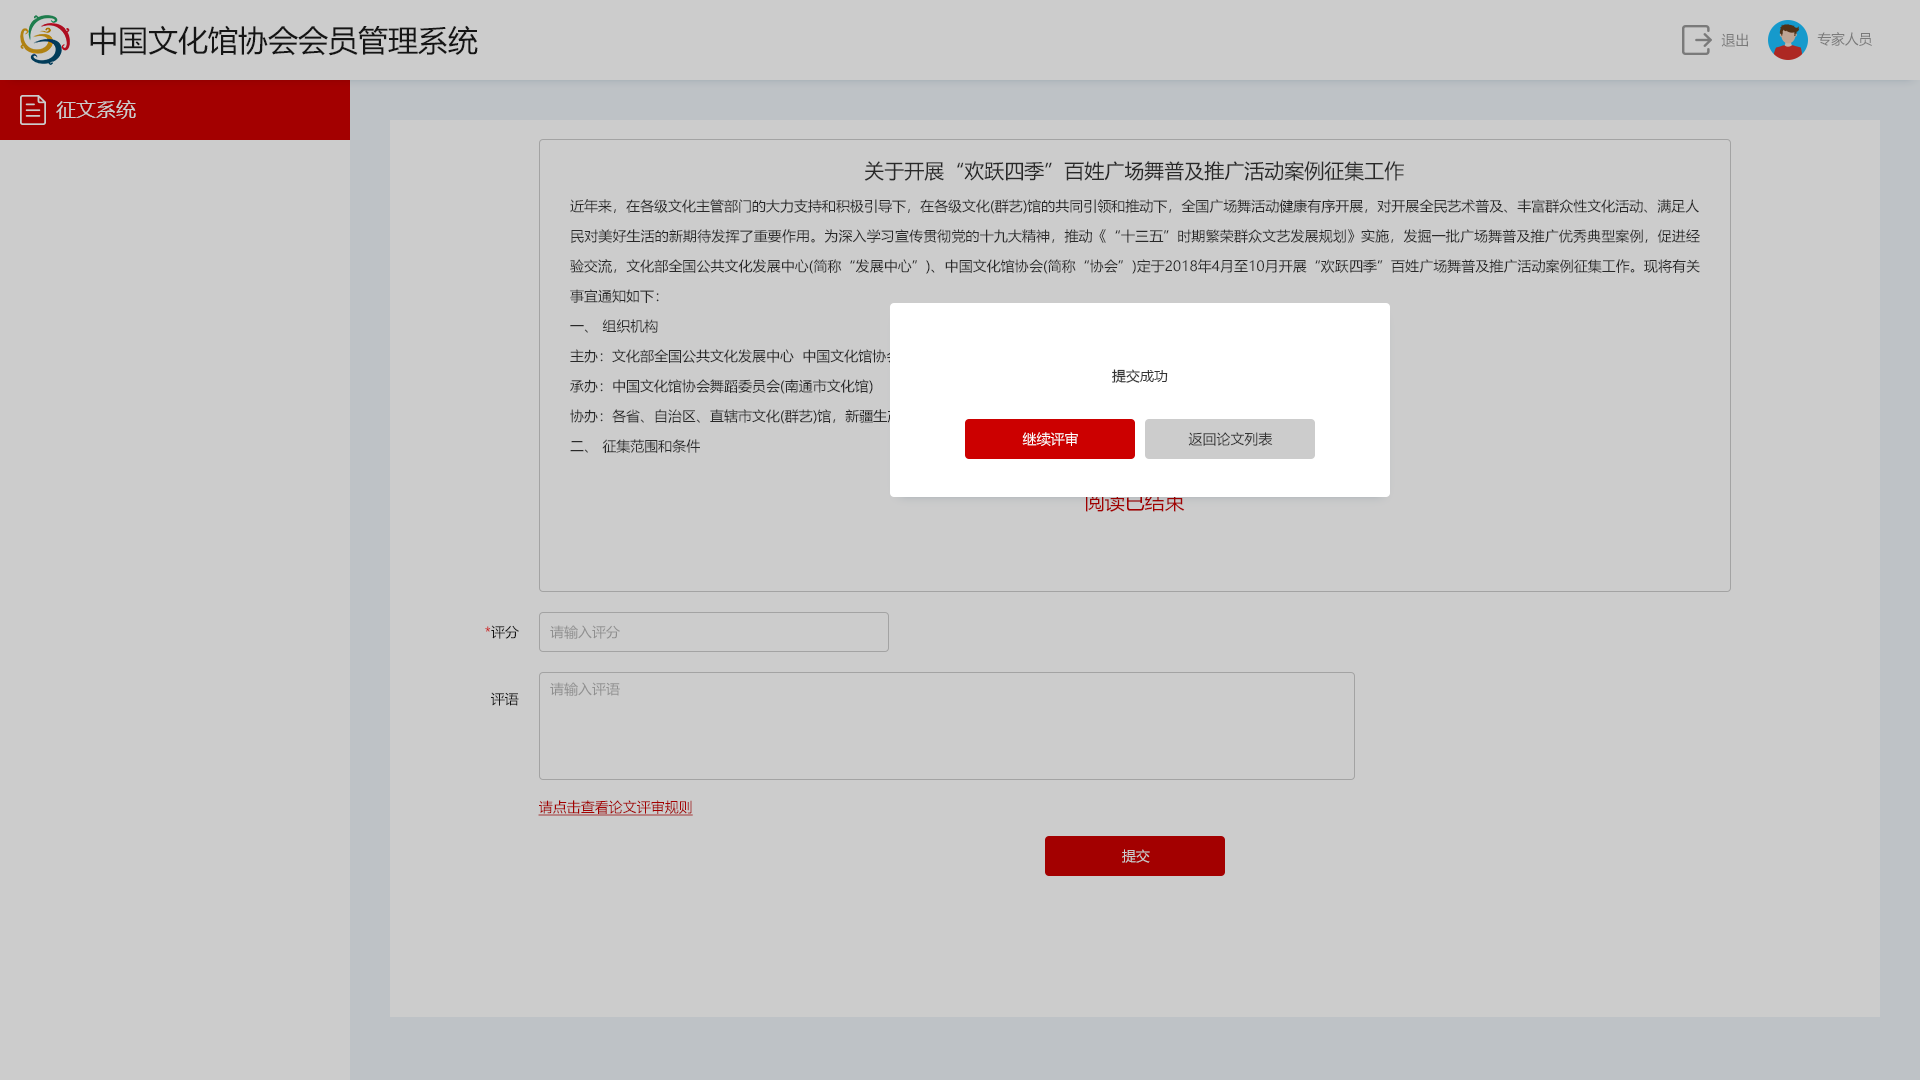 中国文化馆协会会员管理系统
退出
专家人员
征文系统
关于开展“欢跃四季”百姓广场舞普及推广活动案例征集工作
近年来，在各级文化主管部门的大力支持和积极引导下，在各级文化(群艺)馆的共同引领和推动下，全国广场舞活动健康有序开展，对开展全民艺术普及、丰富群众性文化活动、满足人
民对美好生活的新期待发挥了重要作用。为深入学习宣传贯彻党的十九大精神，推动《“十三五”时期繁荣群众文艺发展规划》实施，发掘一批广场舞普及推广优秀典型案例，促进经
验交流，文化部全国公共文化发展中心(简称“发展中心”)、中国文化馆协会(简称“协会”)定于2018年4月至10月开展“欢跃四季”百姓广场舞普及推广活动案例征集工作。现将有关
事宜通知如下：
一、 组织机构
主办：文化部全国公共文化发展中心 中国文化馆协会
承办：中国文化馆协会舞蹈委员会(南通市文化馆)
协办：各省、自治区、直辖市文化(群艺)馆，新疆生产
二、 征集范围和条件
提交成功
继续评审
返回论文列表
阅读已结束
*评分
请输入评分
评语
请输入评语
请点击查看论文评审规则
提交